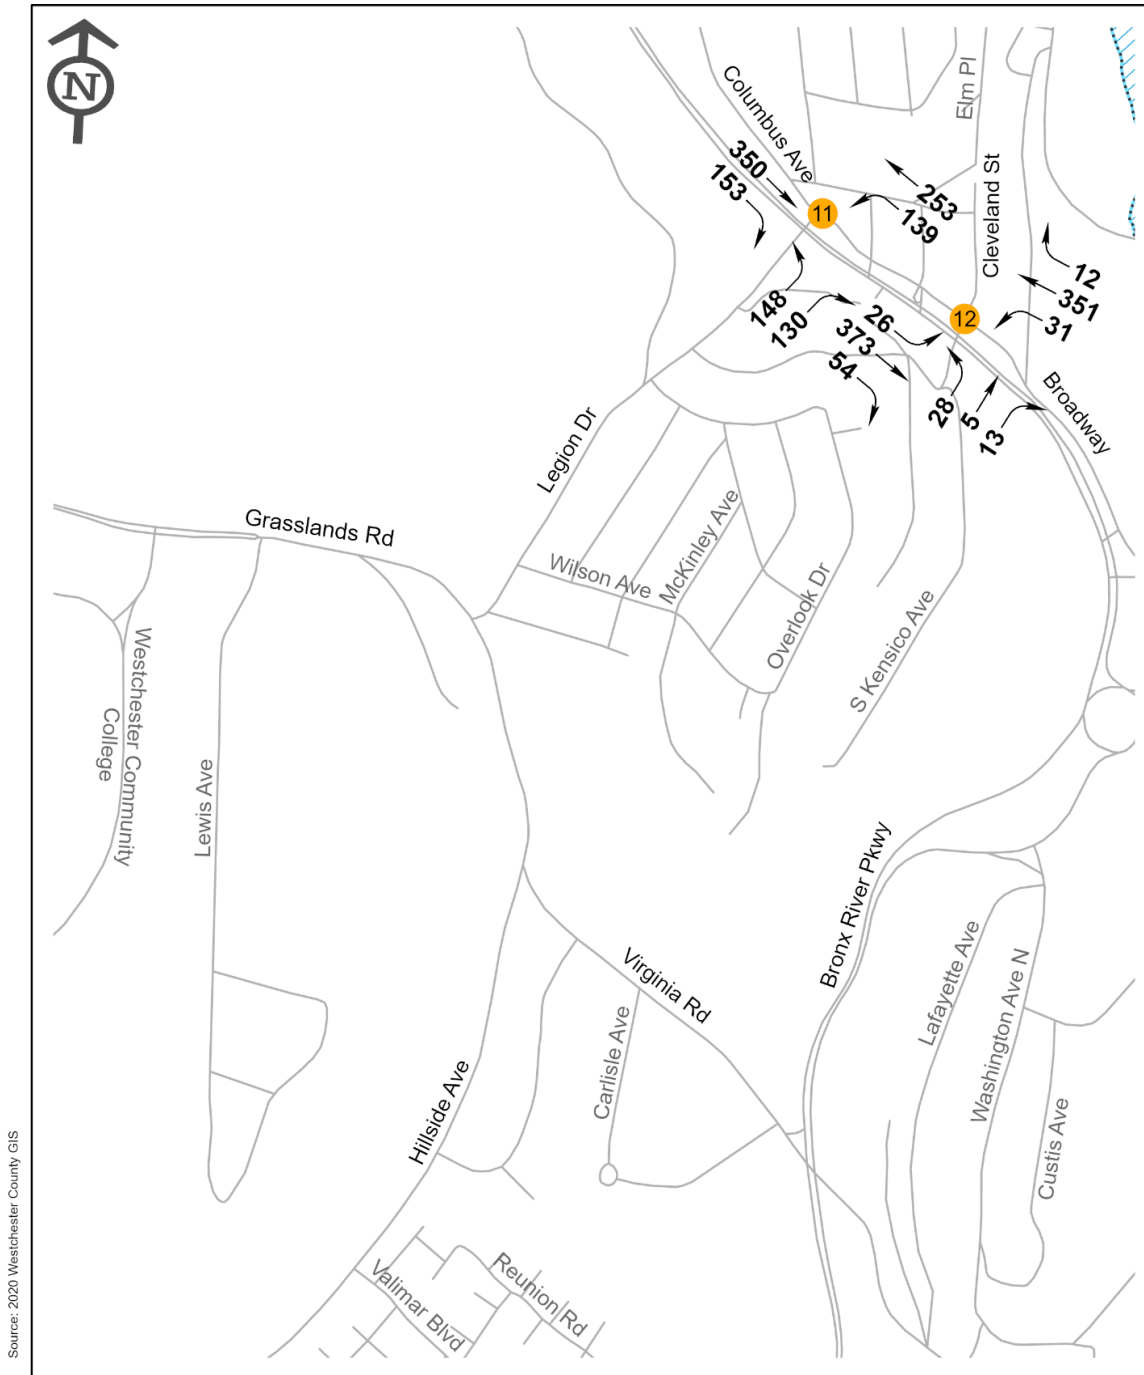 N
Columbus Ave
Elm Pl
350
153
253
139
11
Cleveland St
12
351
31
148
130
26
373
54
12
28
5
13
Broadway
Legion Dr
Grasslands Rd
Wilson Ave
McKinley Ave
Overlook Dr
S Kensico Ave
Westchester Community
College
Lewis Ave
Bronx River Pkwy
Virginia Rd
Lafayette Ave
Washington Ave N
Carlisle Ave
Custis Ave
Hillside Ave
Reunion Rd
Valimar Blvd
Source: 2020 Westchester County GIS